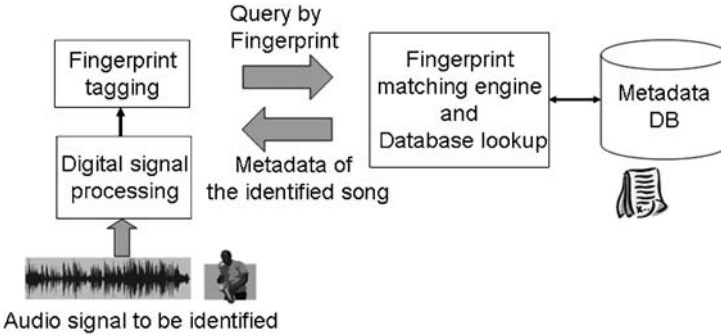 Query by
Fingerprint
Fingerprint
tagging
Fingerprint
matching engine
and
Database lookup
Metadata
DB
Digital signal
processing
Metadata of
the identified song
Audio signal to be identified